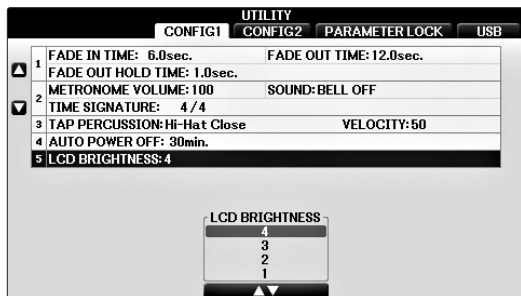 UTILITY
CONFIG1 CONFIG2 PARAMETER LOCK USB
1 FADE IN TIME: 6.0sec. FADE OUT TIME:12.0sec.
FADE OUT HOLD TIME: 1.0sec.
2 METRONOME VOLUME:100 SOUND:BELL OFF
TIME SIGNATURE: 4/4
3 TAP PERCUSSION:Hi-Hat Close VELOCITY:50
4 AUTO POWER OFF: 30min.
5 LCD BRIGHTNESS:4
LCD BRIGHTNESS
4
3
2
1